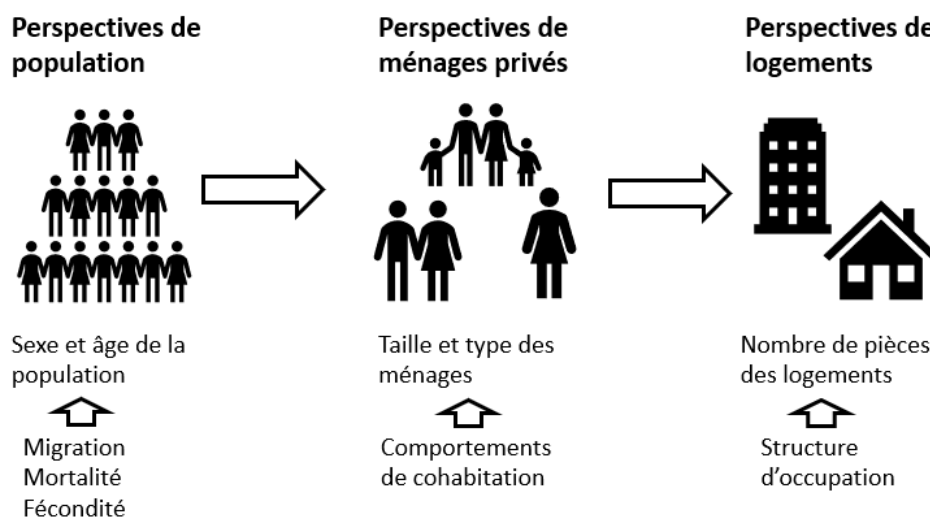 Perspectives de
population
Perspectives de
ménages privés
Perspectives de
logements
Sexe et âge de la
population
Taille et type des
ménages
Nombre de pièces
des logements
Migration
Mortalité
Fécondité
Comportements
de cohabitation
Structure
d'occupation